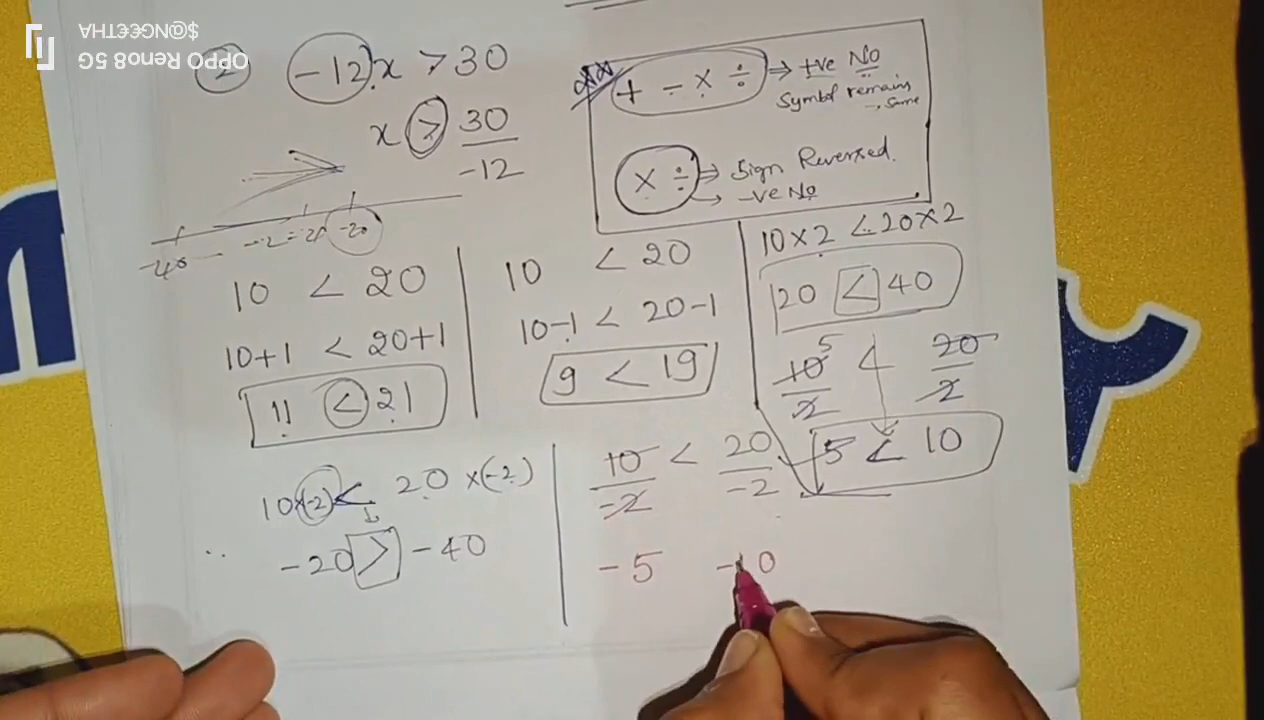 $@NGEETHA
OPPO Reno8 5G
2 -12)x > 30
x > 30/-12
-40 -20
+ - × ÷ ⇒ +ve No
Symbol remain
→ same
× ÷ ⇒ Sign Reversed.
→ -ve No
10 < 20
10+1 < 20+1
11 < 21
10 < 20
10-1 < 20-1
9 < 19
10×2 < 20×2
20 < 40
10/2 5 < 20/2
5 < 10
10×(-2) < 20 ×(-2)
-20 > -40
10/-2 < 20/-2
-5 -10